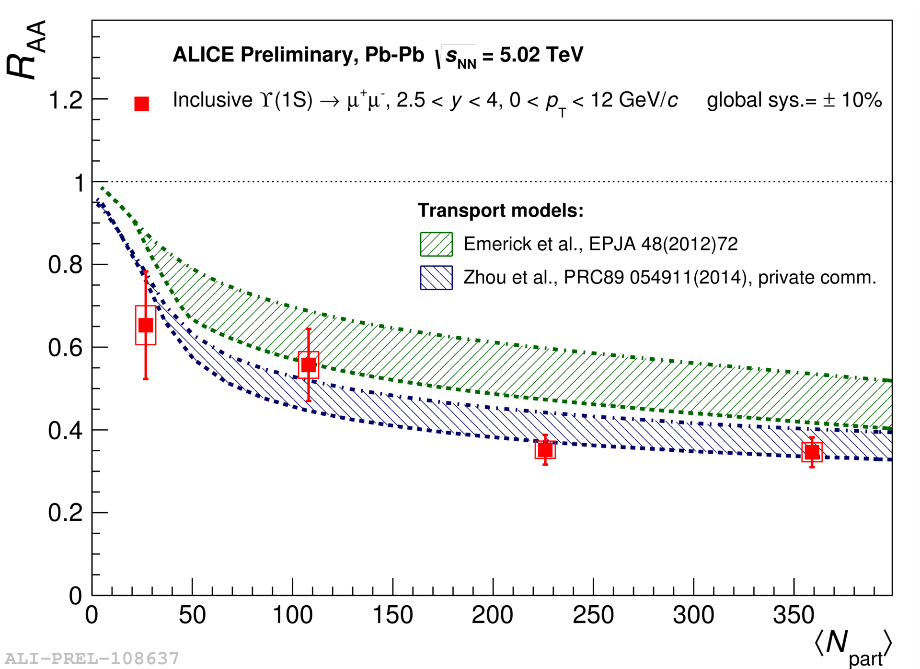 R_AA
ALICE Preliminary, Pb-Pb √s_NN = 5.02 TeV
Inclusive ϒ(1S) → μ⁺μ⁻, 2.5 < y < 4, 0 < p_T < 12 GeV/c global sys.= ± 10%
1.2
1
Transport models:
Emerick et al., EPJA 48(2012)72
Zhou et al., PRC89 054911(2014), private comm.
0.8
0.6
0.4
0.2
0
0 50 100 150 200 250 300 350
⟨N_part⟩
ALI-PREL-108637